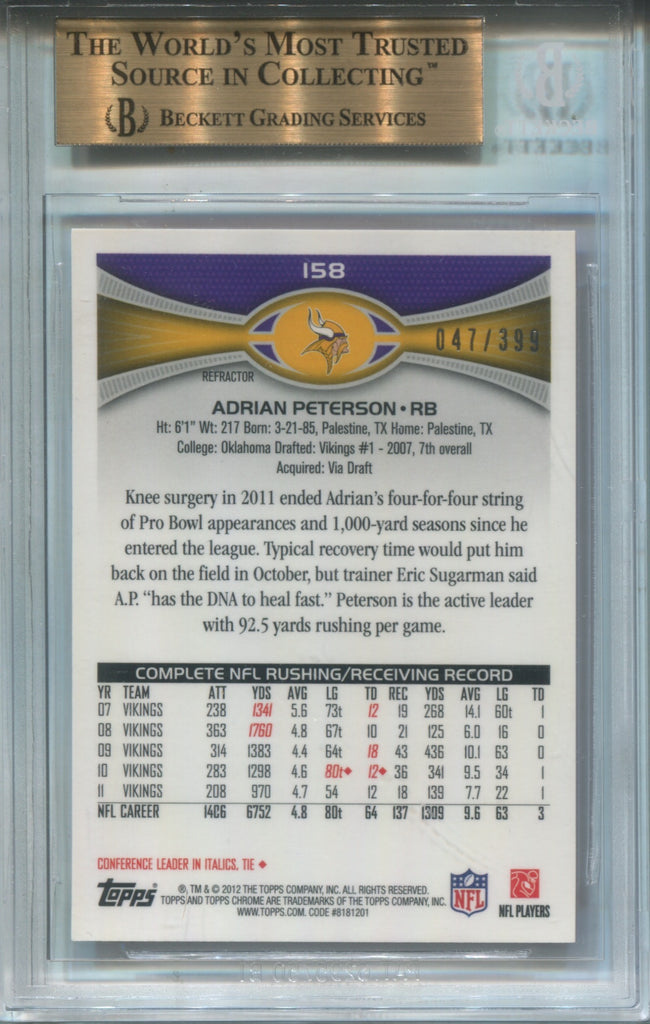 THE WORLD'S MOST TRUSTED
SOURCE IN COLLECTING™
B BECKETT GRADING SERVICES
158
047/399
REFRACTOR
ADRIAN PETERSON • RB
Ht: 6'1" Wt: 217 Born: 3-21-85, Palestine, TX Home: Palestine, TX
College: Oklahoma Drafted: Vikings #1 - 2007, 7th overall
Acquired: Via Draft
Knee surgery in 2011 ended Adrian's four-for-four string
of Pro Bowl appearances and 1,000-yard seasons since he
entered the league. Typical recovery time would put him
back on the field in October, but trainer Eric Sugarman said
A.P. “has the DNA to heal fast.” Peterson is the active leader
with 92.5 yards rushing per game.
COMPLETE NFL RUSHING/RECEIVING RECORD
YR TEAM ATT YDS AVG LG TD REC YDS AVG LG TD
07 VIKINGS 238 1341 5.6 73t 12 19 268 14.1 60t 1
08 VIKINGS 363 1760 4.8 67t 10 21 125 6.0 16 0
09 VIKINGS 314 1383 4.4 64t 18 43 436 10.1 63 0
10 VIKINGS 283 1298 4.6 80t♦ 12♦ 36 341 9.5 34 1
11 VIKINGS 208 970 4.7 54 12 18 139 7.7 22 1
NFL CAREER 1406 6752 4.8 80t 64 137 1309 9.6 63 3
CONFERENCE LEADER IN ITALICS, TIE ♦
Topps
®, TM & © 2012 THE TOPPS COMPANY, INC. ALL RIGHTS RESERVED.
TOPPS AND TOPPS CHROME ARE TRADEMARKS OF THE TOPPS COMPANY, INC.
WWW.TOPPS.COM. CODE #8181201
NFL
NFL PLAYERS